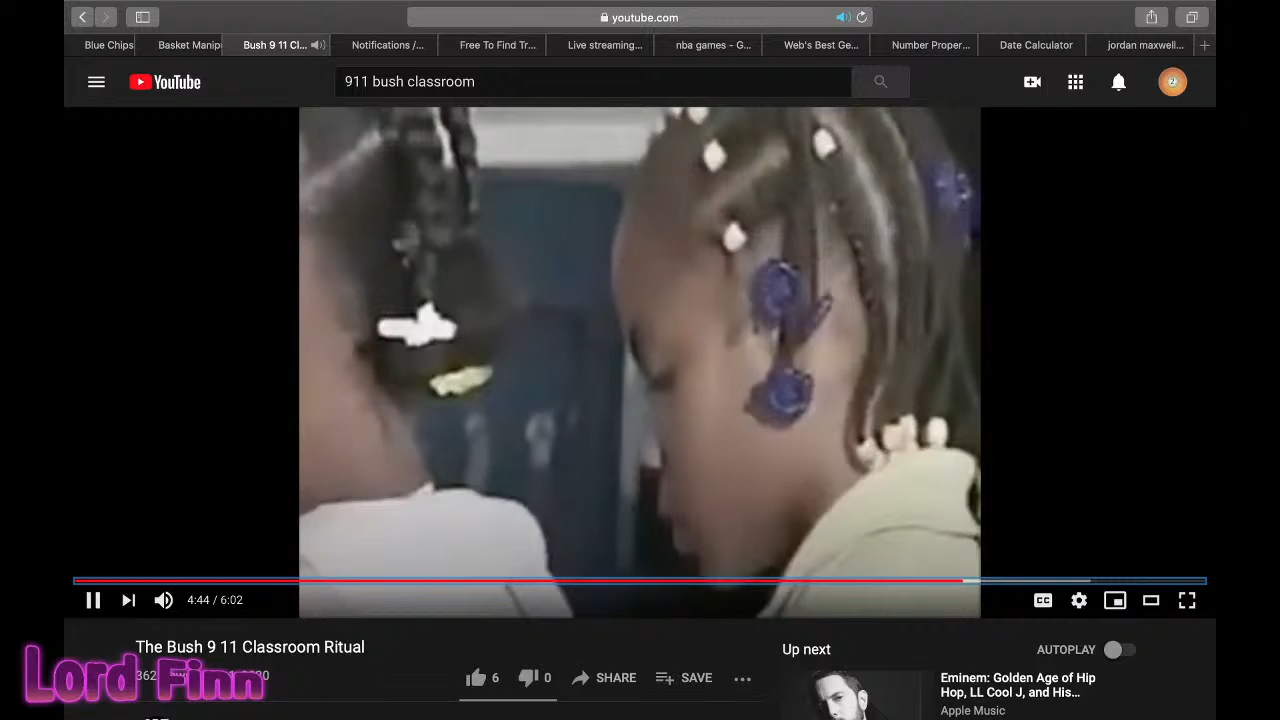 youtube.com
Blue Chips
Basket Manip
Bush 9 11 Cl...
Notifications /...
Free To Find Tr...
Live streaming...
nba games - G...
Web's Best Ge...
Number Proper...
Date Calculator
jordan maxwell...
YouTube
911 bush classroom
4:44 / 6:02
CC
The Bush 9 11 Classroom Ritual
6
0
SHARE
SAVE
Up next
AUTOPLAY
Eminem: Golden Age of Hip
Hop, LL Cool J, and His...
Apple Music
Lord Finn